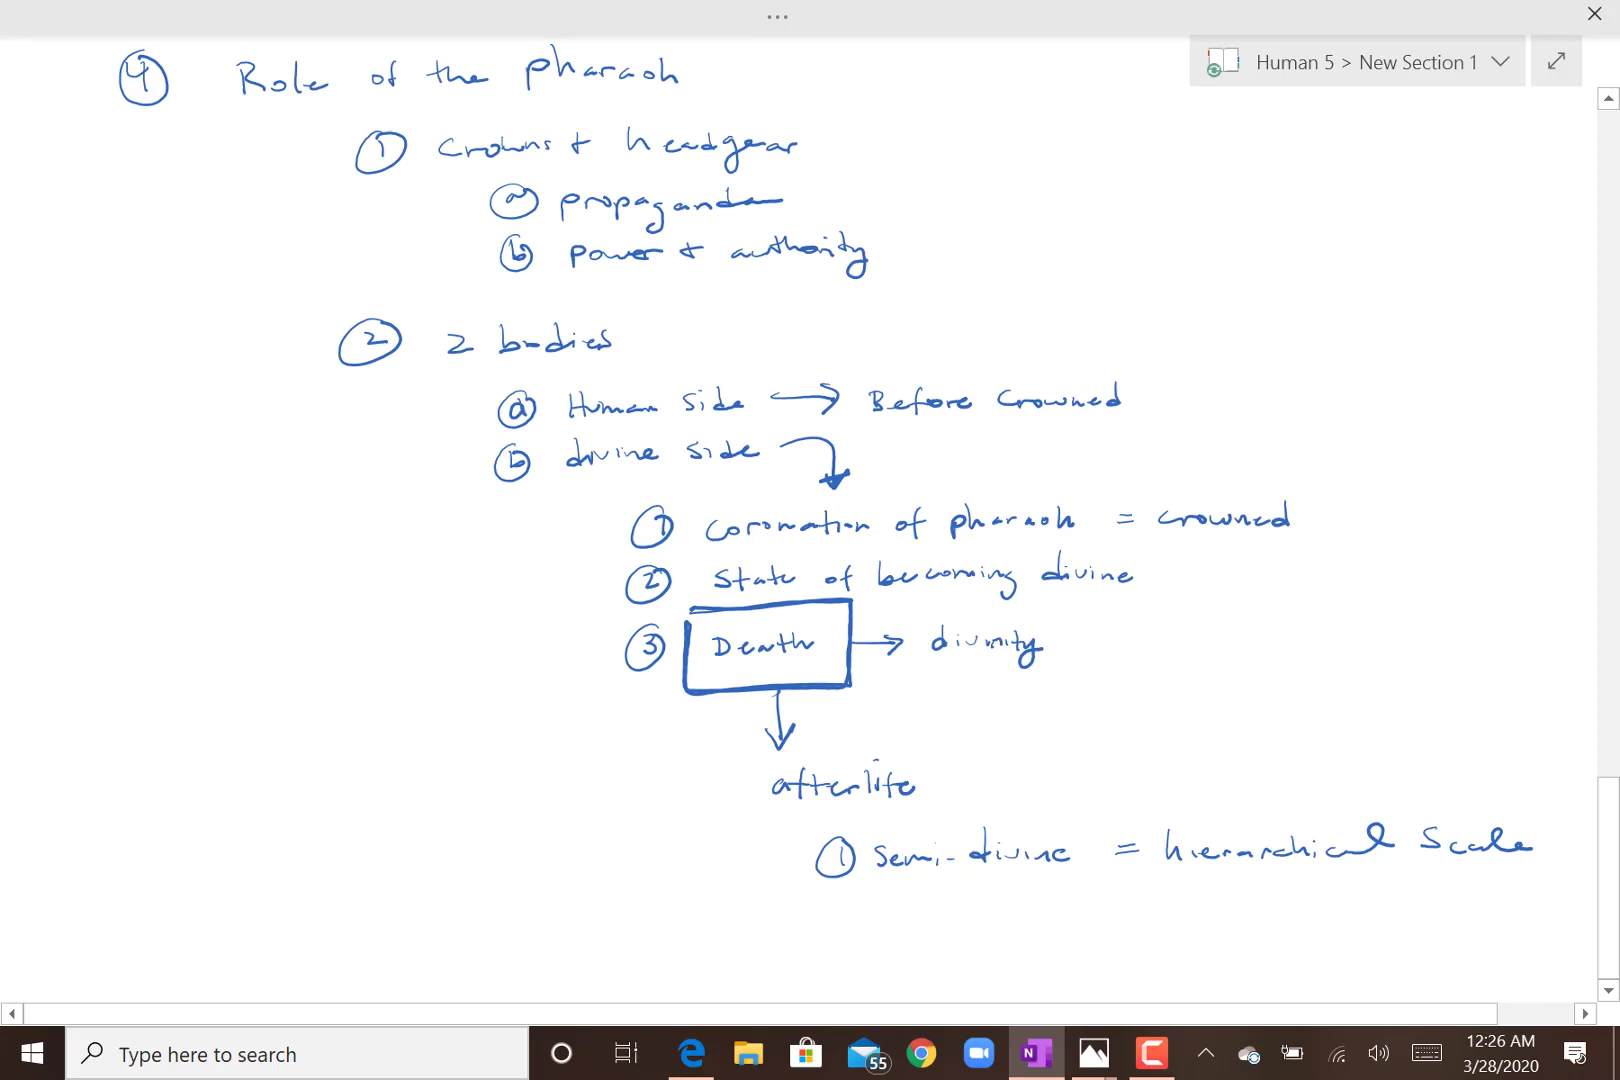 Human 5 > New Section 1
4 Role of the pharaoh
1 crowns + headgear
a propaganda
b power + authority
2 2 bodies
a Human side → Before crowned
b divine side
1 coronation of pharaoh = crowned
2 state of becoming divine
3 Death → divinity
afterlife
1 semi-divine = hierarchical scale
Type here to search
55
12:26 AM
3/28/2020